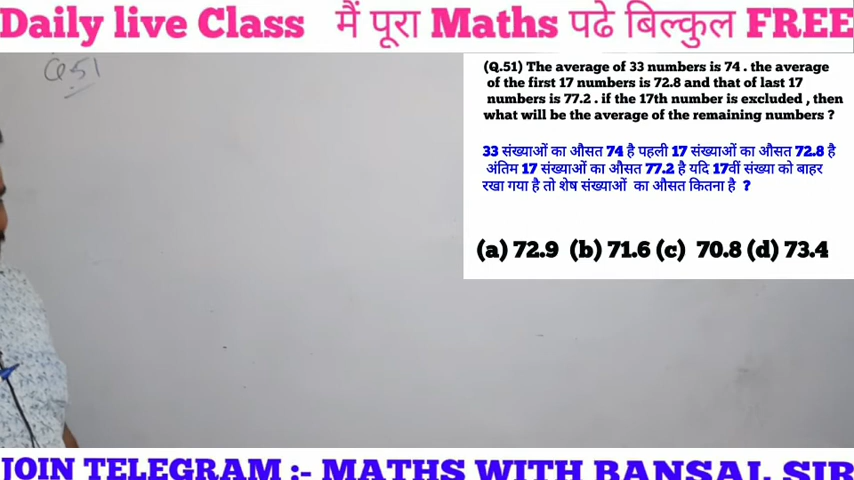 Daily live Class मैं पूरा Maths पढे बिल्कुल FREE
Q51
(Q.51) The average of 33 numbers is 74 . the average
of the first 17 numbers is 72.8 and that of last 17
numbers is 77.2 . if the 17th number is excluded , then
what will be the average of the remaining numbers ?
33 संख्याओं का औसत 74 है पहली 17 संख्याओं का औसत 72.8 है
अंतिम 17 संख्याओं का औसत 77.2 है यदि 17वीं संख्या को बाहर
रखा गया है तो शेष संख्याओं का औसत कितना है ?
(a) 72.9 (b) 71.6 (c) 70.8 (d) 73.4
JOIN TELEGRAM :- MATHS WITH BANSAL SIR